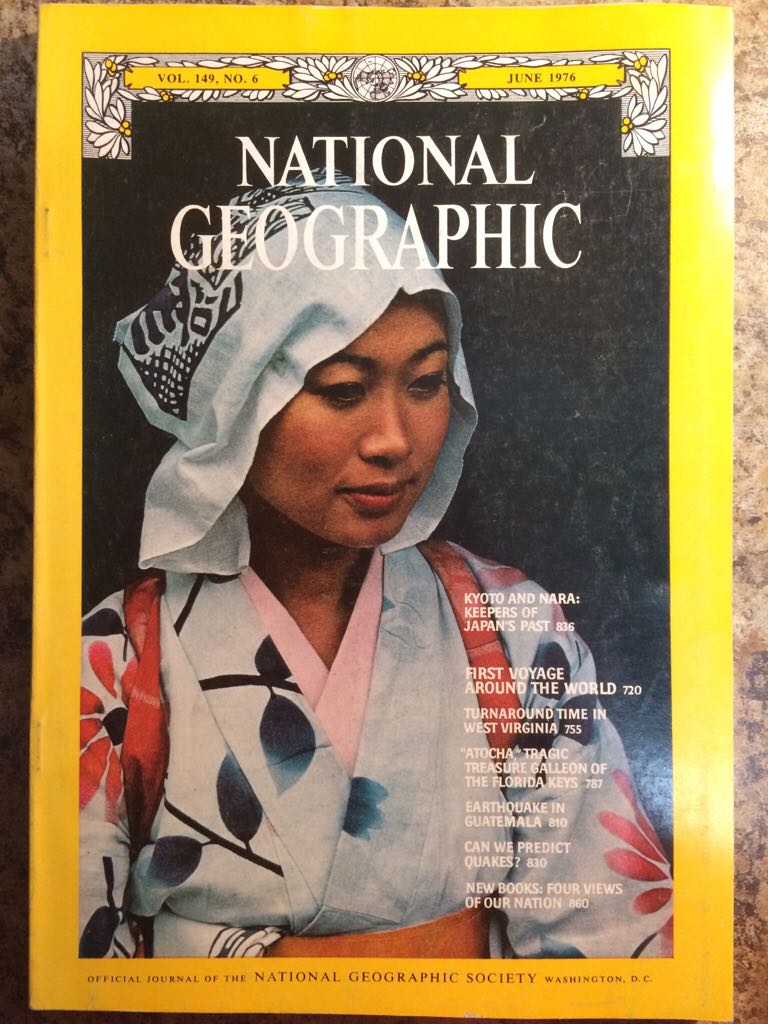 VOL. 149, NO. 6
JUNE 1976
NATIONAL
GEOGRAPHIC
KYOTO AND NARA:
KEEPERS OF
JAPAN'S PAST 836
FIRST VOYAGE
AROUND THE WORLD 720
TURNAROUND TIME IN
WEST VIRGINIA 755
"ATOCHA," TRAGIC
TREASURE GALLEON OF
THE FLORIDA KEYS 787
EARTHQUAKE IN
GUATEMALA 810
CAN WE PREDICT
QUAKES? 830
NEW BOOKS: FOUR VIEWS
OF OUR NATION 860
OFFICIAL JOURNAL OF THE NATIONAL GEOGRAPHIC SOCIETY WASHINGTON, D.C.